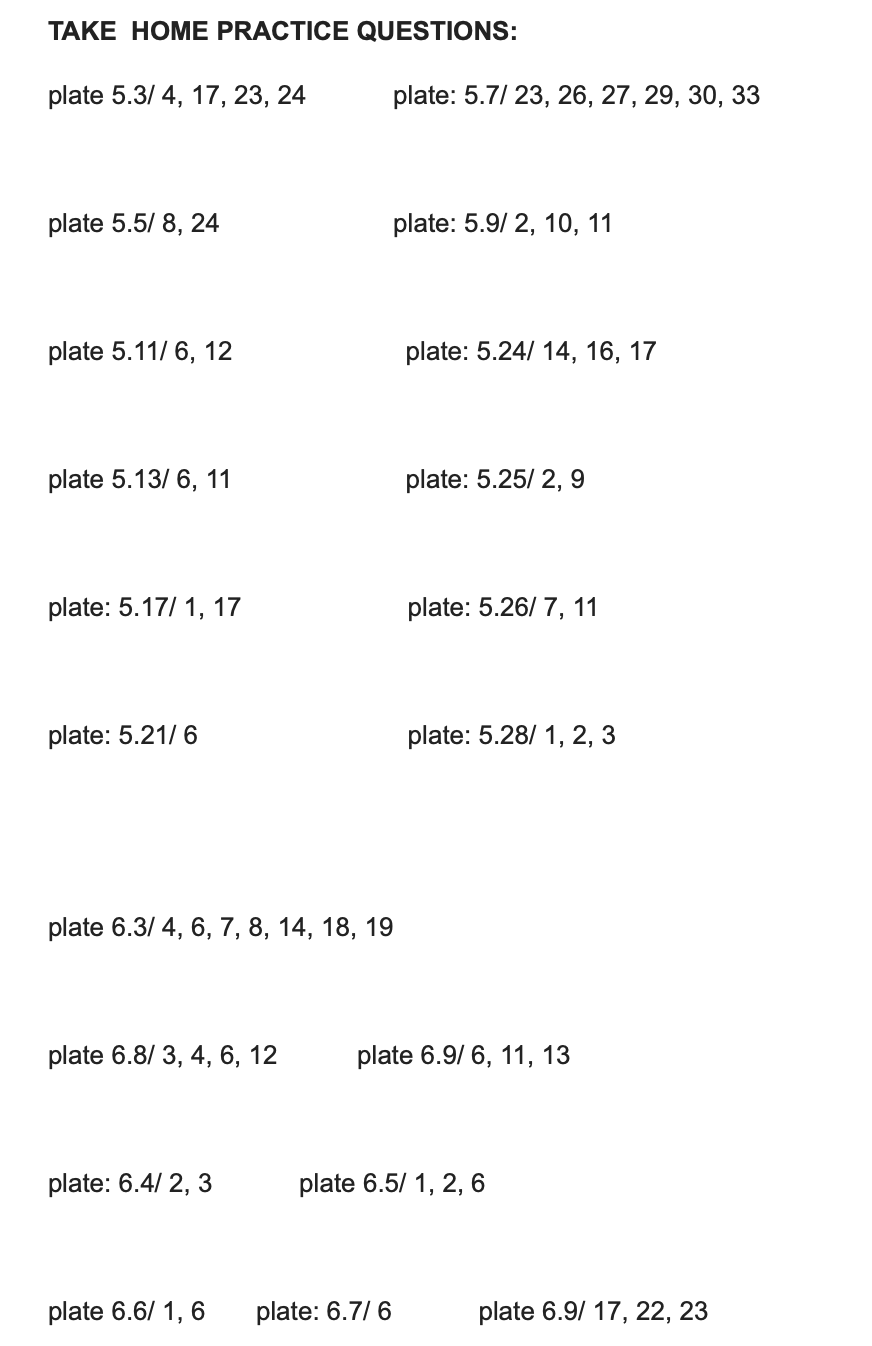 TAKE  HOME PRACTICE QUESTIONS:
plate 5.3/ 4, 17, 23, 24 plate: 5.7/ 23, 26, 27, 29, 30, 33
plate 5.5/ 8, 24 plate: 5.9/ 2, 10, 11
plate 5.11/ 6, 12 plate: 5.24/ 14, 16, 17
plate 5.13/ 6, 11 plate: 5.25/ 2, 9
plate: 5.17/ 1, 17 plate: 5.26/ 7, 11
plate: 5.21/ 6 plate: 5.28/ 1, 2, 3
plate 6.3/ 4, 6, 7, 8, 14, 18, 19
plate 6.8/ 3, 4, 6, 12 plate 6.9/ 6, 11, 13
plate: 6.4/ 2, 3 plate 6.5/ 1, 2, 6
plate 6.6/ 1, 6 plate: 6.7/ 6 plate 6.9/ 17, 22, 23